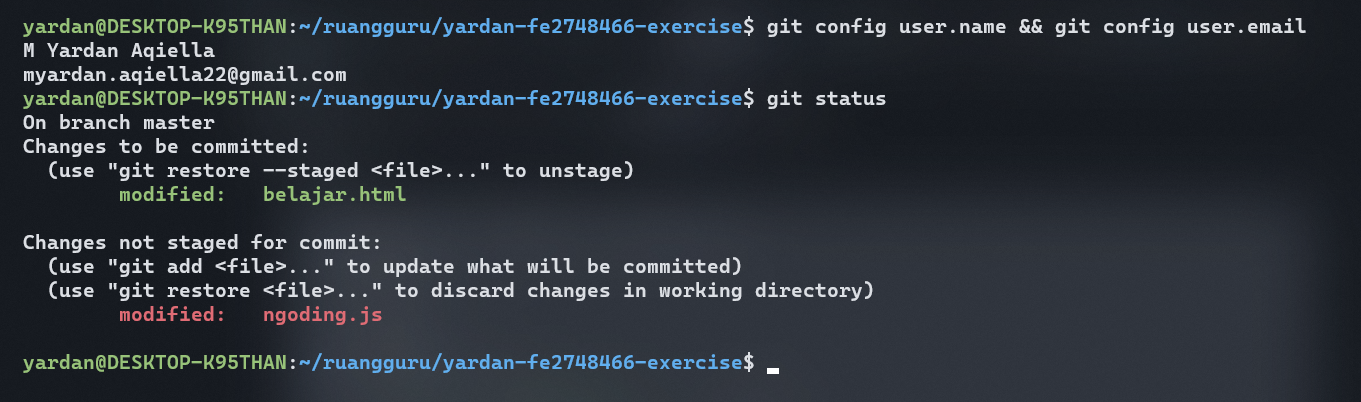 yardan@DESKTOP-K95THAN:~/ruangguru/yardan-fe2748466-exercise$ git config user.name && git config user.email
M Yardan Aqiella
myardan.aqiella22@gmail.com
yardan@DESKTOP-K95THAN:~/ruangguru/yardan-fe2748466-exercise$ git status
On branch master
Changes to be committed:
  (use "git restore --staged <file>..." to unstage)
        modified:   belajar.html

Changes not staged for commit:
  (use "git add <file>..." to update what will be committed)
  (use "git restore <file>..." to discard changes in working directory)
        modified:   ngoding.js

yardan@DESKTOP-K95THAN:~/ruangguru/yardan-fe2748466-exercise$